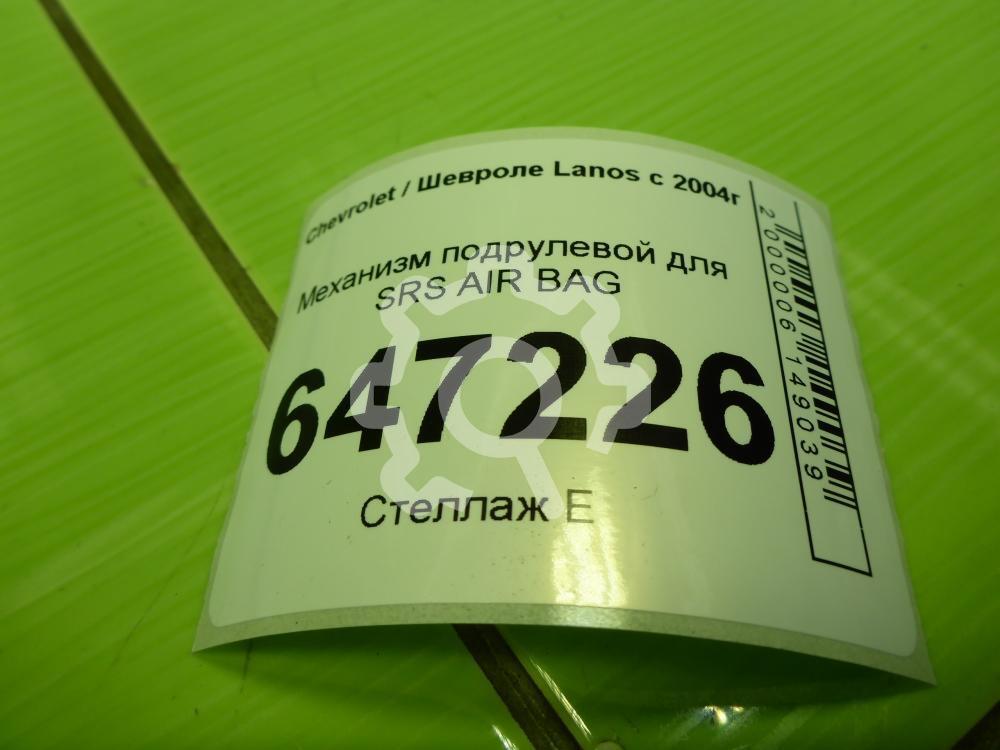 Chevrolet / Шевроле Lanos с 2004г
Механизм подрулевой для
SRS AIR BAG
647226
Стеллаж E
2000006149039